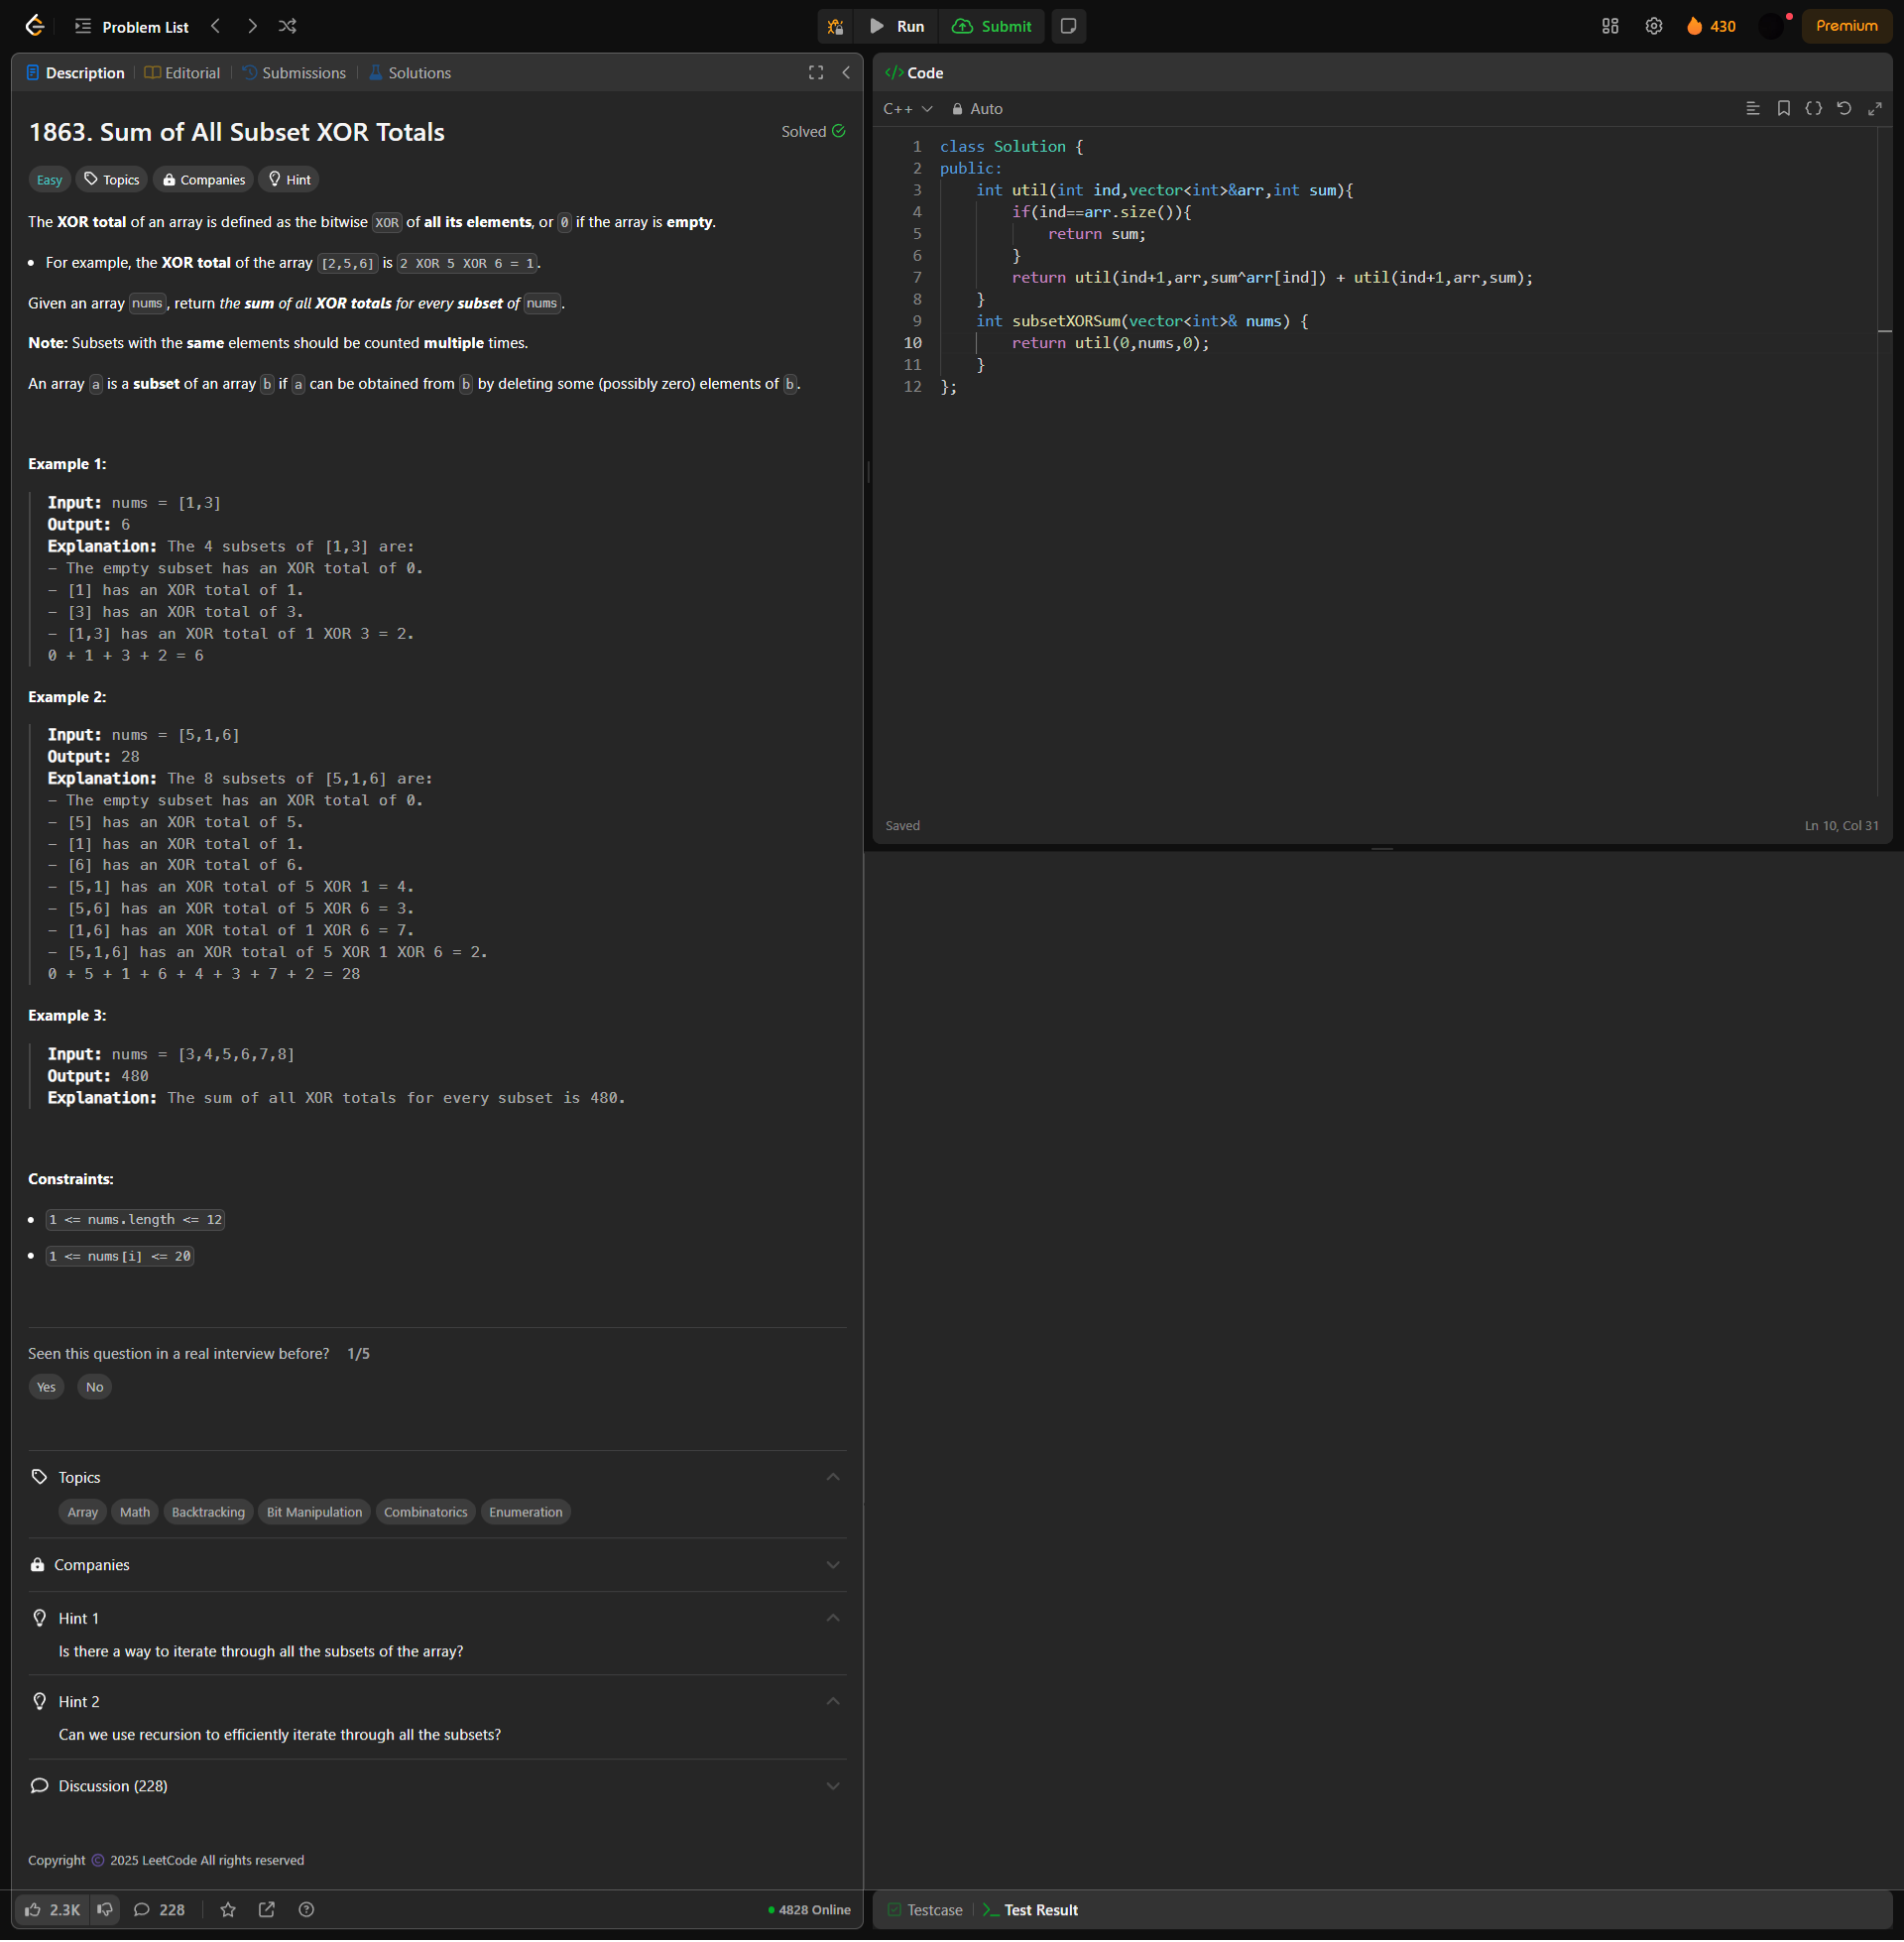 Problem List
Run
Submit
430
Premium
Description
Editorial
Submissions
Solutions
1863. Sum of All Subset XOR Totals
Solved
Easy
Topics
Companies
Hint
The XOR total of an array is defined as the bitwise XOR of all its elements, or 0 if the array is empty.
• For example, the XOR total of the array [2,5,6] is 2 XOR 5 XOR 6 = 1.
Given an array nums, return the sum of all XOR totals for every subset of nums.
Note: Subsets with the same elements should be counted multiple times.
An array a is a subset of an array b if a can be obtained from b by deleting some (possibly zero) elements of b.
Example 1:
Input: nums = [1,3]
Output: 6
Explanation: The 4 subsets of [1,3] are:
- The empty subset has an XOR total of 0.
- [1] has an XOR total of 1.
- [3] has an XOR total of 3.
- [1,3] has an XOR total of 1 XOR 3 = 2.
0 + 1 + 3 + 2 = 6
Example 2:
Input: nums = [5,1,6]
Output: 28
Explanation: The 8 subsets of [5,1,6] are:
- The empty subset has an XOR total of 0.
- [5] has an XOR total of 5.
- [1] has an XOR total of 1.
- [6] has an XOR total of 6.
- [5,1] has an XOR total of 5 XOR 1 = 4.
- [5,6] has an XOR total of 5 XOR 6 = 3.
- [1,6] has an XOR total of 1 XOR 6 = 7.
- [5,1,6] has an XOR total of 5 XOR 1 XOR 6 = 2.
0 + 5 + 1 + 6 + 4 + 3 + 7 + 2 = 28
Example 3:
Input: nums = [3,4,5,6,7,8]
Output: 480
Explanation: The sum of all XOR totals for every subset is 480.
Constraints:
• 1 <= nums.length <= 12
• 1 <= nums[i] <= 20
Seen this question in a real interview before? 1/5
Yes No
Topics
Array Math Backtracking Bit Manipulation Combinatorics Enumeration
Companies
Hint 1
Is there a way to iterate through all the subsets of the array?
Hint 2
Can we use recursion to efficiently iterate through all the subsets?
Discussion (228)
Copyright © 2025 LeetCode All rights reserved
2.3K
228
4828 Online
</> Code
C++
Auto
1 class Solution {
2 public:
3     int util(int ind,vector<int>&arr,int sum){
4         if(ind==arr.size()){
5             return sum;
6         }
7         return util(ind+1,arr,sum^arr[ind]) + util(ind+1,arr,sum);
8     }
9     int subsetXORSum(vector<int>& nums) {
10         return util(0,nums,0);
11     }
12 };
Saved
Ln 10, Col 31
Testcase
Test Result